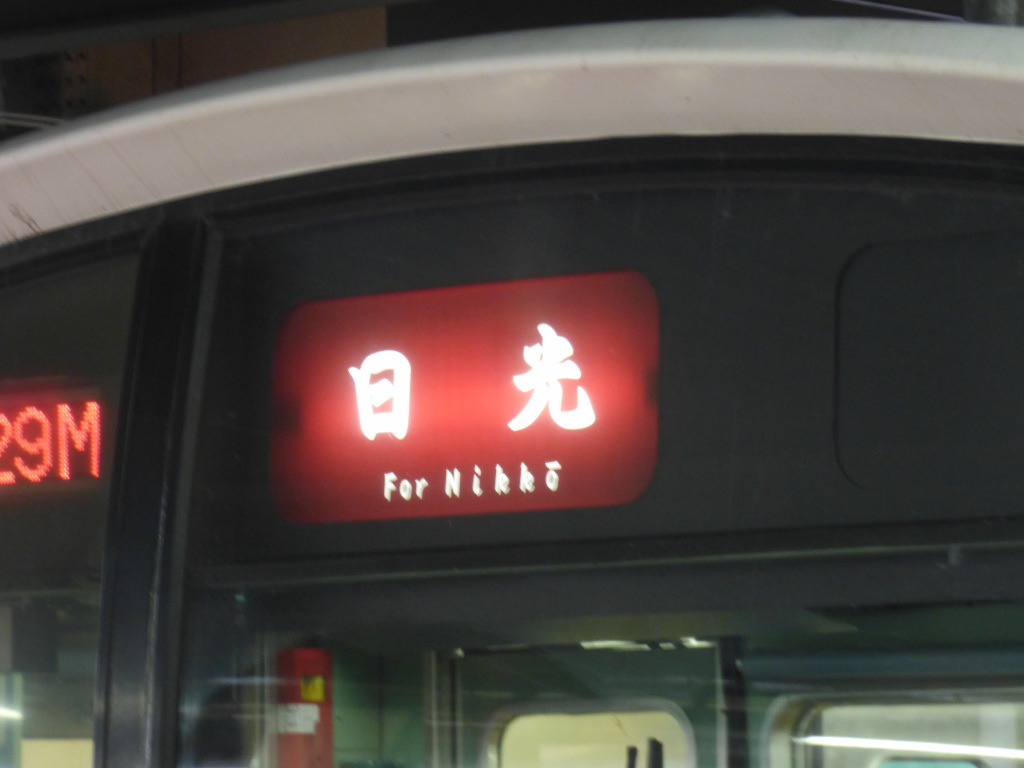 29M
日 光
For Nikkō